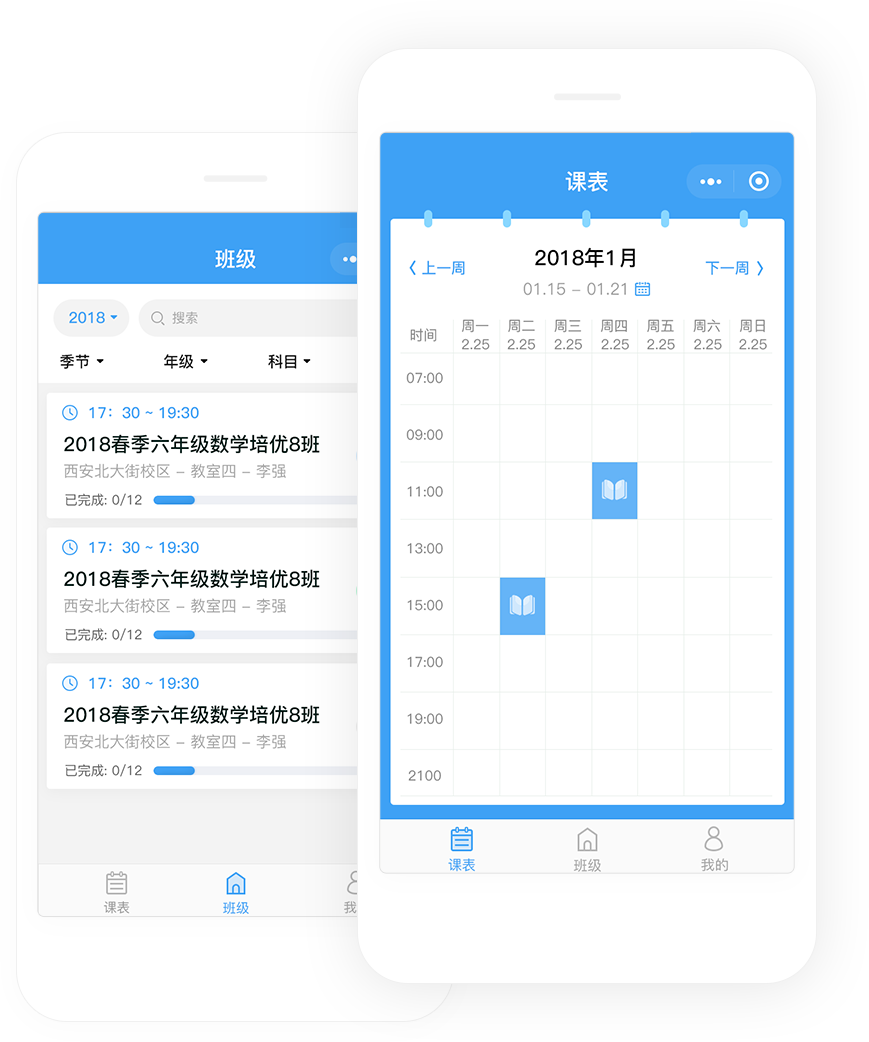 班级
2018
搜索
季节
年级
科目
17：30 ~ 19:30
2018春季六年级数学培优8班
西安北大街校区 – 教室四 – 李强
已完成: 0/12
17：30 ~ 19:30
2018春季六年级数学培优8班
西安北大街校区 – 教室四 – 李强
已完成: 0/12
17：30 ~ 19:30
2018春季六年级数学培优8班
西安北大街校区 – 教室四 – 李强
已完成: 0/12
课表
班级
我
课表
上一周
2018年1月
下一周
01.15 – 01.21
时间 周一 周二 周三 周四 周五 周六 周日
2.25 2.25 2.25 2.25 2.25 2.25 2.25
07:00
09:00
11:00
13:00
15:00
17:00
19:00
2100
课表
班级
我的